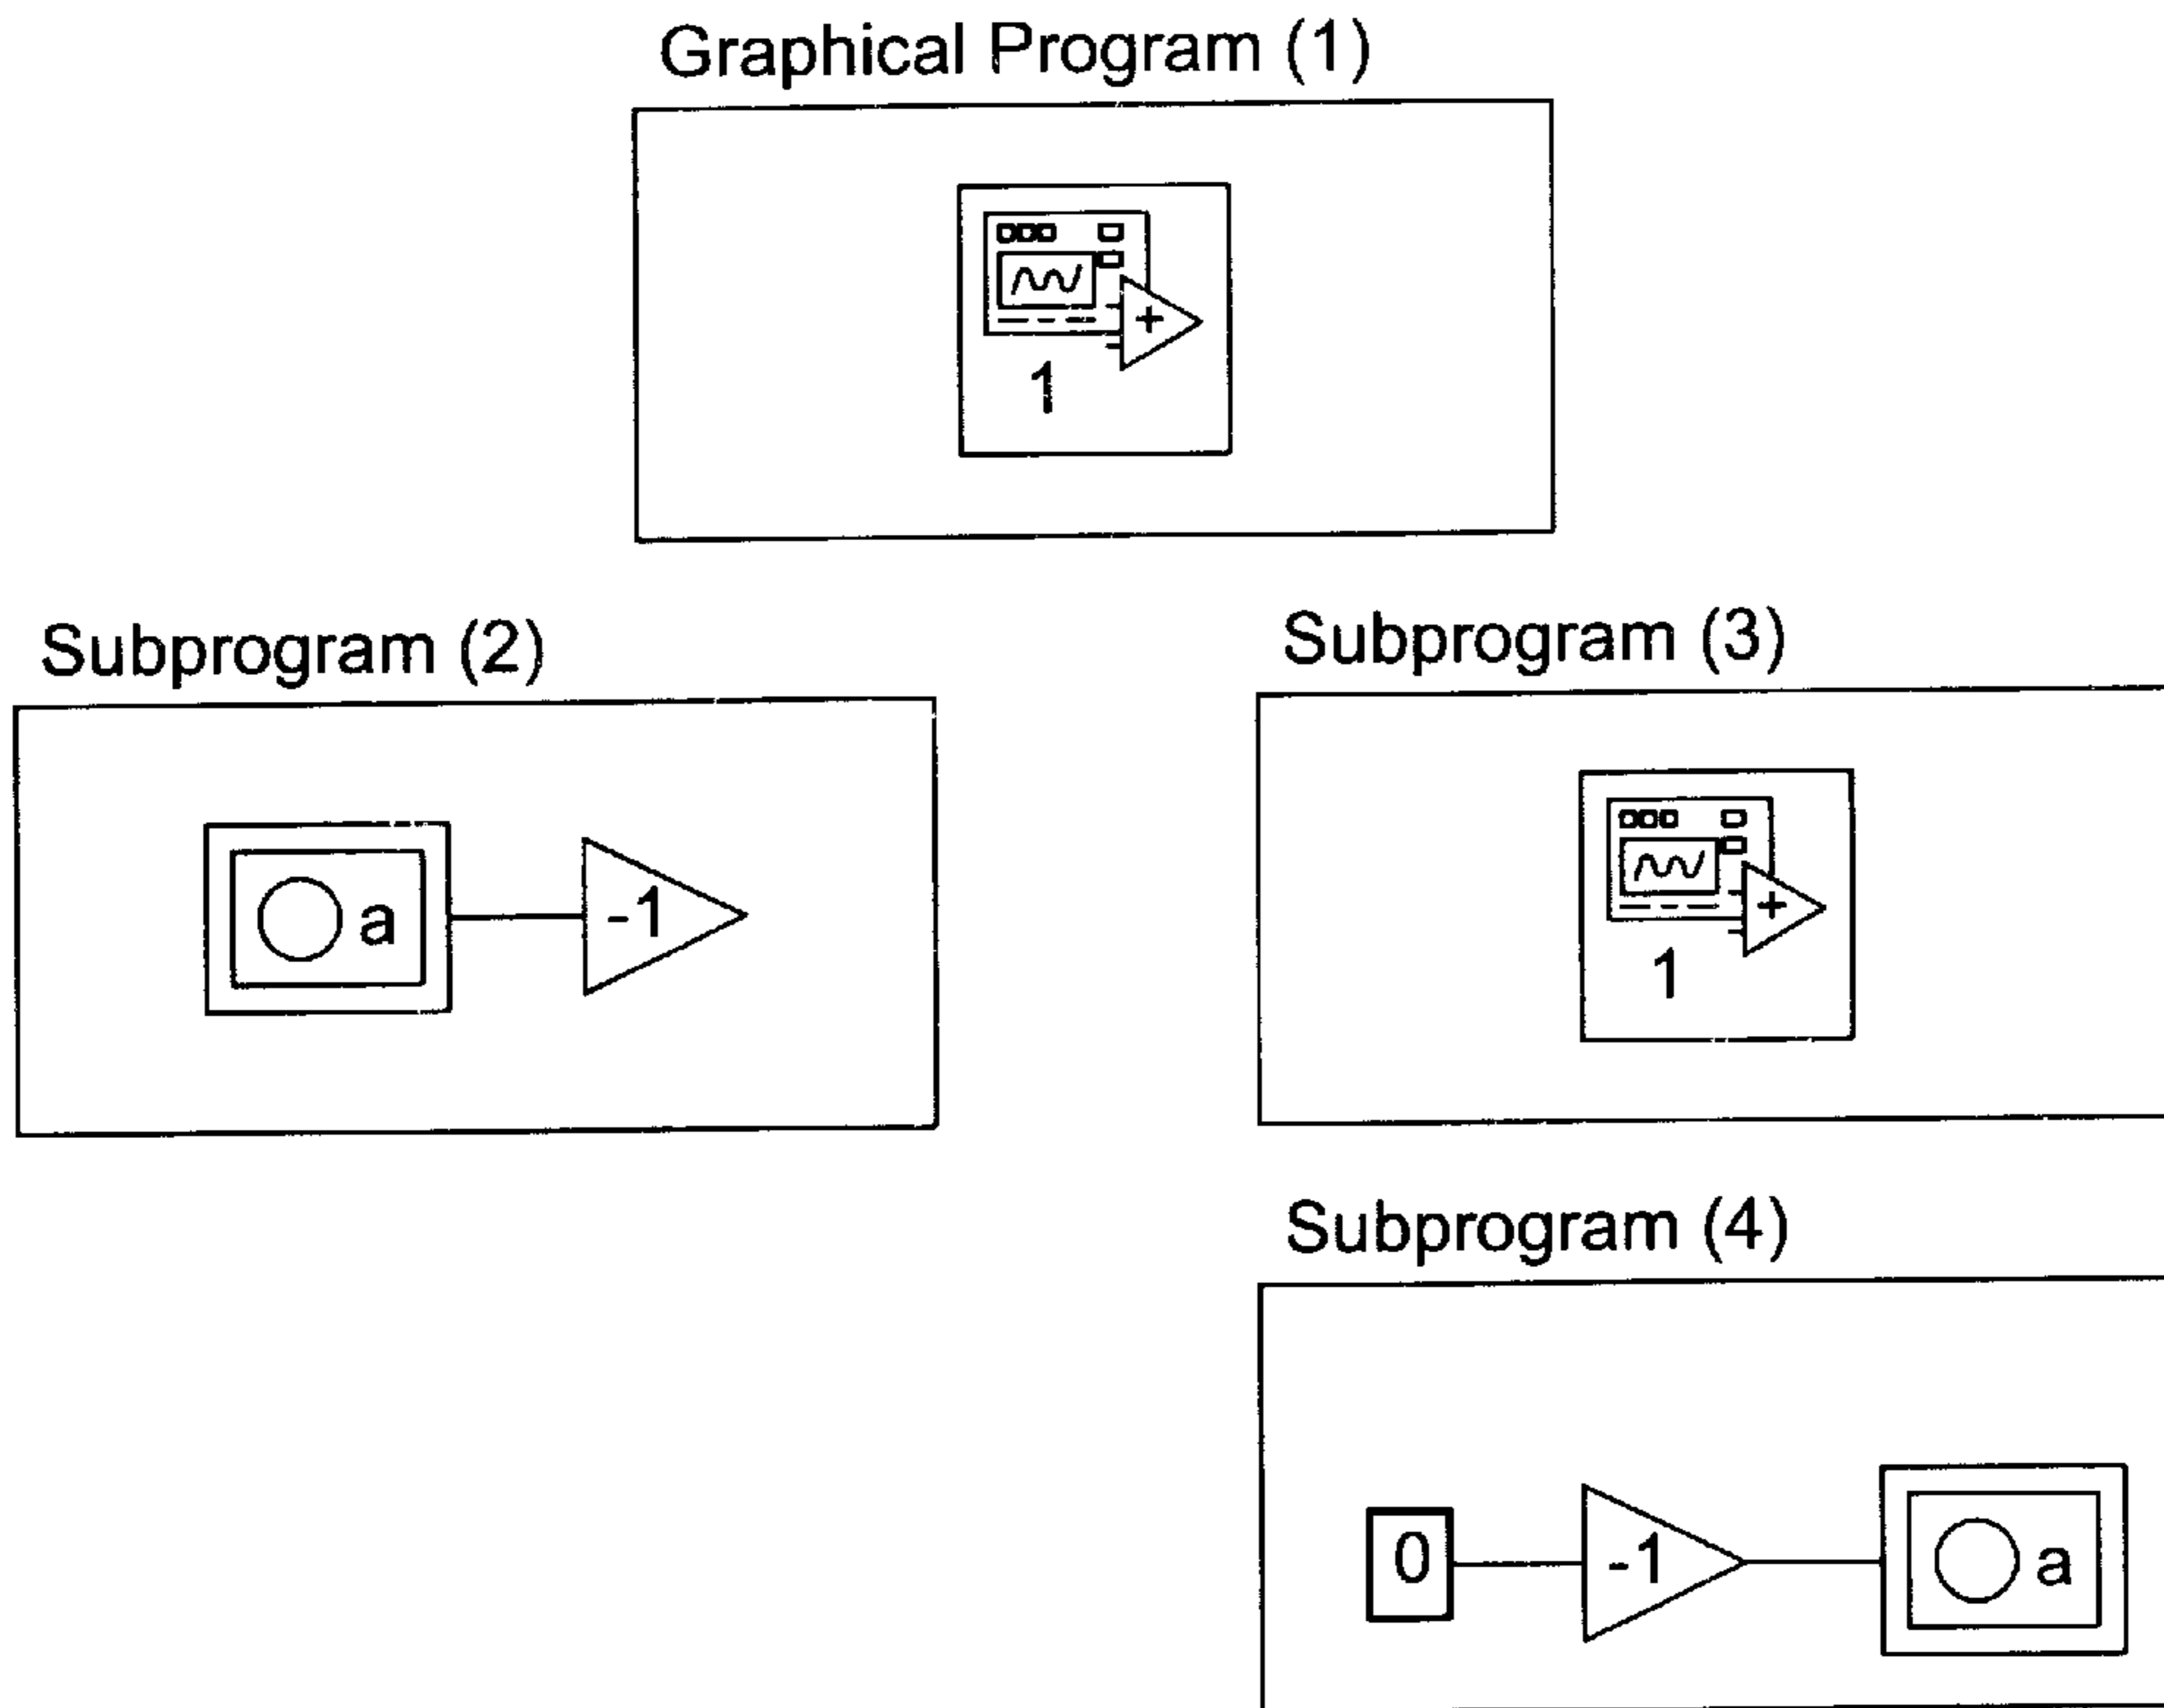 Graphical Program (1)
+
1
Subprogram (2)
a
-1
Subprogram (3)
+
1
Subprogram (4)
0
-1
a